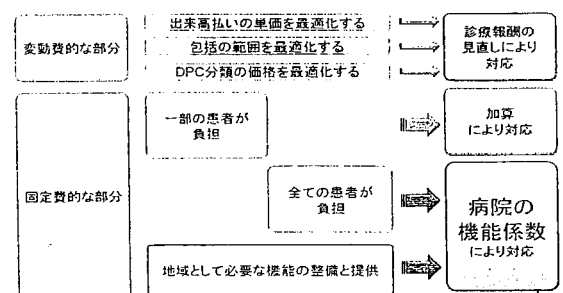 変動費的な部分
出来高払いの単価を最適化する
包括の範囲を最適化する
DPC分類の価格を最適化する
診療報酬の
見直しにより
対応
固定費的な部分
一部の患者が
負担
加算
により対応
全ての患者が
負担
病院の
機能係数
により対応
地域として必要な機能の整備と提供